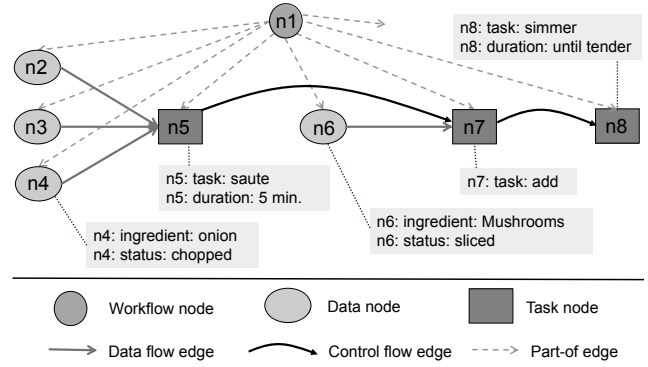 n1
n8: task: simmer
n8: duration: until tender
n2
n3
n5
n6
n7
n8
n4
n5: task: saute
n5: duration: 5 min.
n7: task: add
n4: ingredient: onion
n4: status: chopped
n6: ingredient: Mushrooms
n6: status: sliced
Workflow node
Data node
Task node
Data flow edge
Control flow edge
Part-of edge